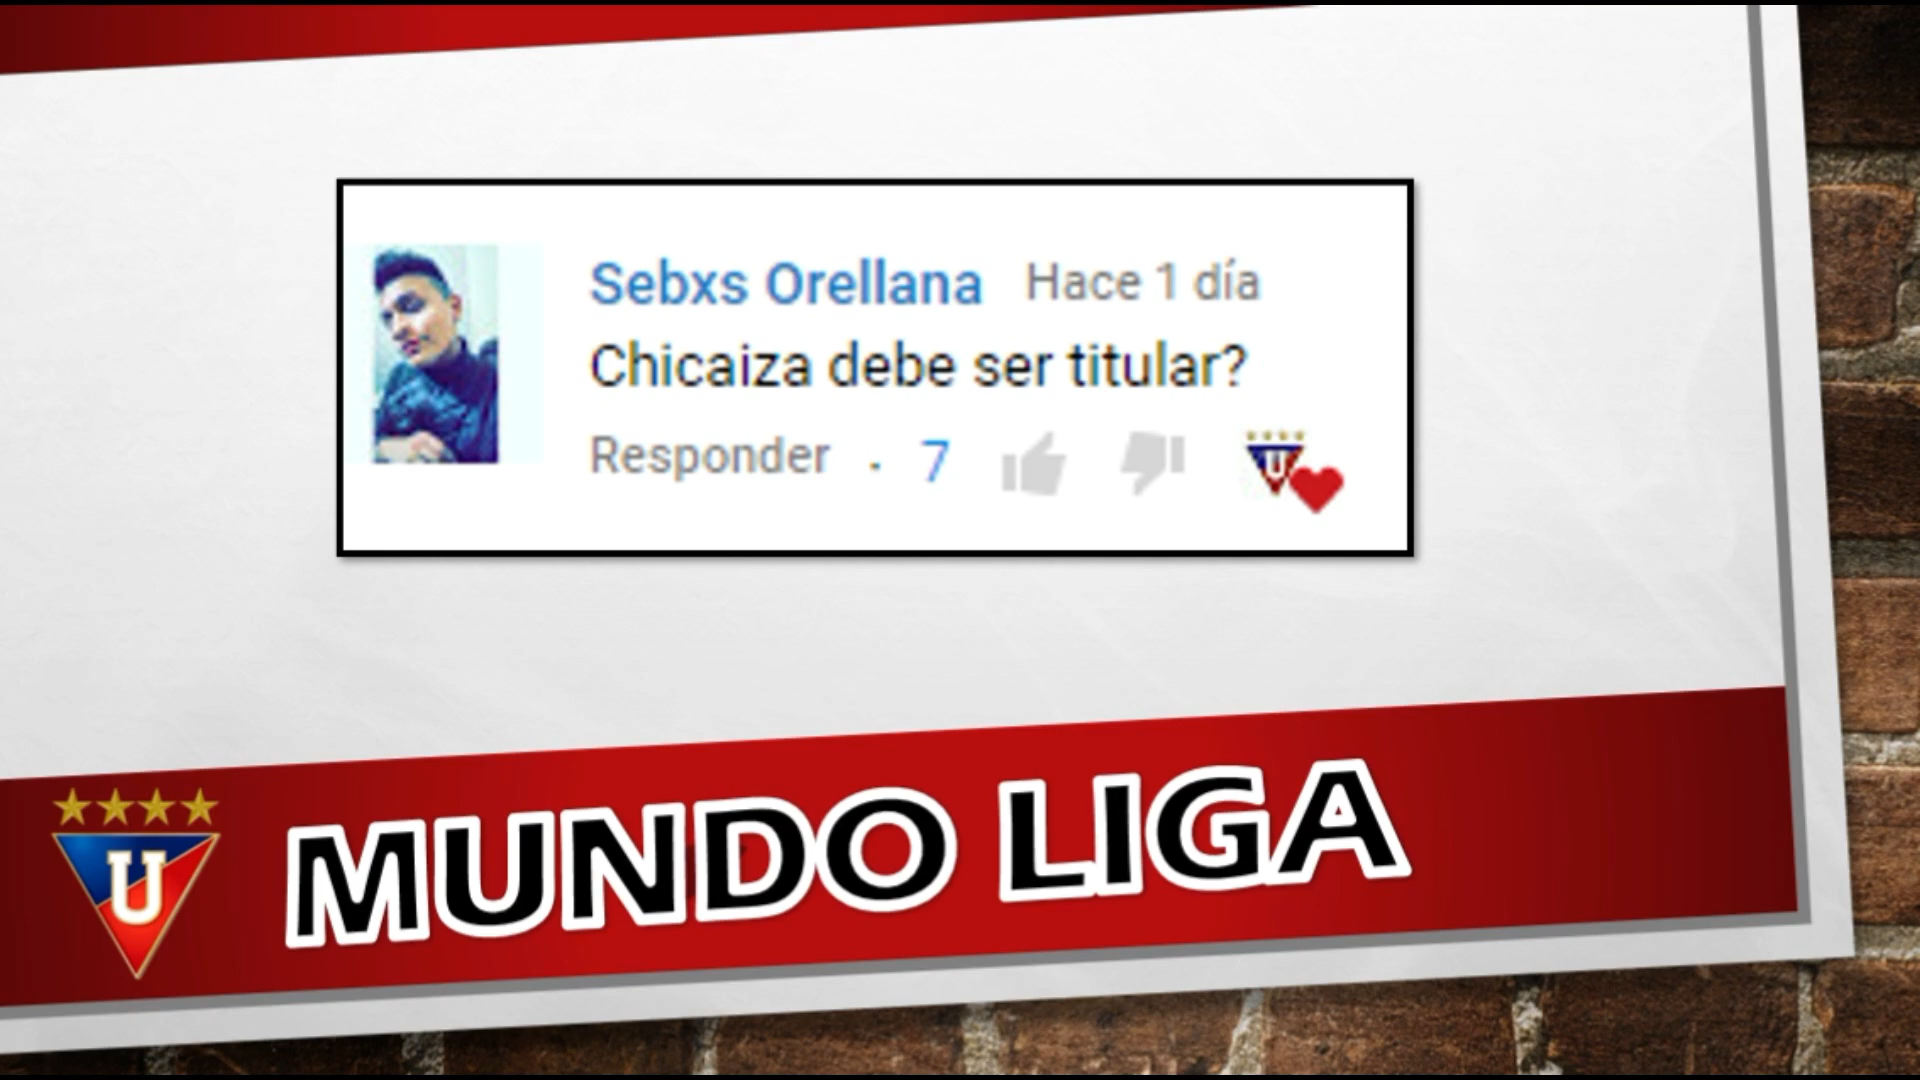 Sebxs Orellana Hace 1 día
Chicaiza debe ser titular?
Responder . 7
U
U
MUNDO LIGA